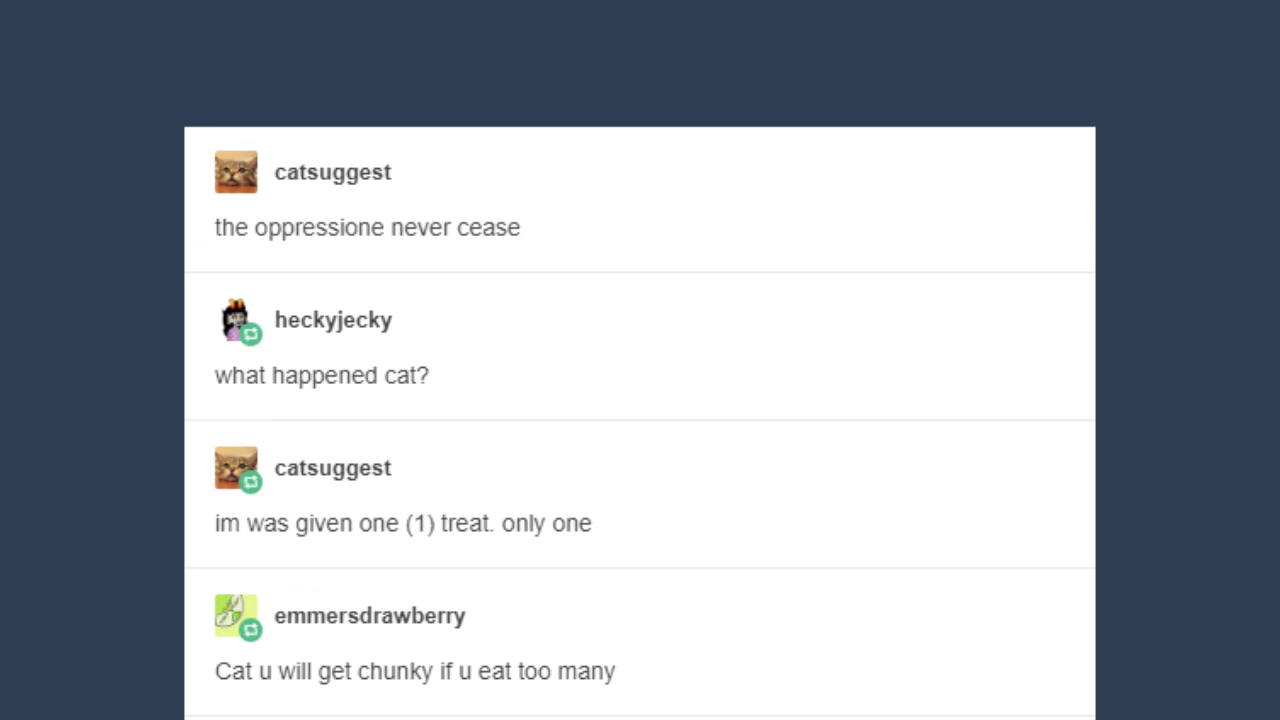 catsuggest
the oppressione never cease
heckyjecky
what happened cat?
catsuggest
im was given one (1) treat. only one
emmersdrawberry
Cat u will get chunky if u eat too many